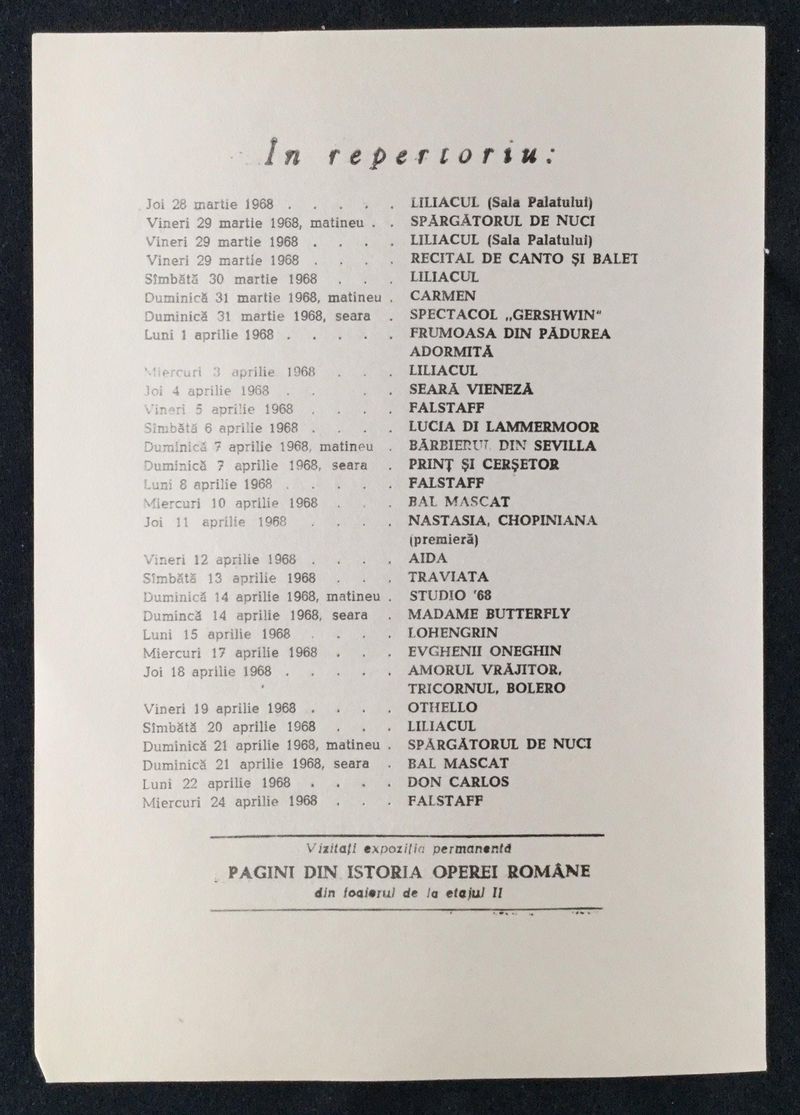 În repertoriu:
Joi 28 martie 1968 . . . . . LILIACUL (Sala Palatului)
Vineri 29 martie 1968, matineu . . SPĂRGĂTORUL DE NUCI
Vineri 29 martie 1968 . . . . LILIACUL (Sala Palatului)
Vineri 29 martie 1968 . . . . RECITAL DE CANTO ŞI BALET
Sîmbătă 30 martie 1968 . . . LILIACUL
Duminică 31 martie 1968, matineu . CARMEN
Duminică 31 martie 1968, seara . SPECTACOL „GERSHWIN"
Luni 1 aprilie 1968 . . . . . FRUMOASA DIN PĂDUREA
ADORMITĂ
Miercuri 3 aprilie 1968 . . . LILIACUL
Joi 4 aprilie 1968 . . . . SEARĂ VIENEZĂ
Vineri 5 aprilie 1968 . . . . FALSTAFF
Sîmbătă 6 aprilie 1968 . . . . LUCIA DI LAMMERMOOR
Duminică 7 aprilie 1968, matineu . BĂRBIERUL DIN SEVILLA
Duminică 7 aprilie 1968, seara . PRINŢ ŞI CERŞETOR
Luni 8 aprilie 1968 . . . . . FALSTAFF
Miercuri 10 aprilie 1968 . . . BAL MASCAT
Joi 11 aprilie 1968 . . . . NASTASIA, CHOPINIANA
(premieră)
Vineri 12 aprilie 1968 . . . . AIDA
Sîmbătă 13 aprilie 1968 . . . TRAVIATA
Duminică 14 aprilie 1968, matineu . STUDIO '68
Dumincă 14 aprilie 1968, seara . MADAME BUTTERFLY
Luni 15 aprilie 1968 . . . . LOHENGRIN
Miercuri 17 aprilie 1968 . . . EVGHENII ONEGHIN
Joi 18 aprilie 1968 . . . . . AMORUL VRĂJITOR,
TRICORNUL, BOLERO
Vineri 19 aprilie 1968 . . . . OTHELLO
Sîmbătă 20 aprilie 1968 . . . LILIACUL
Duminică 21 aprilie 1968, matineu . SPĂRGĂTORUL DE NUCI
Duminică 21 aprilie 1968, seara . BAL MASCAT
Luni 22 aprilie 1968 . . . . DON CARLOS
Miercuri 24 aprilie 1968 . . . FALSTAFF
Vizitaţi expoziţia permanentă
PAGINI DIN ISTORIA OPEREI ROMÂNE
din foaierul de la etajul II